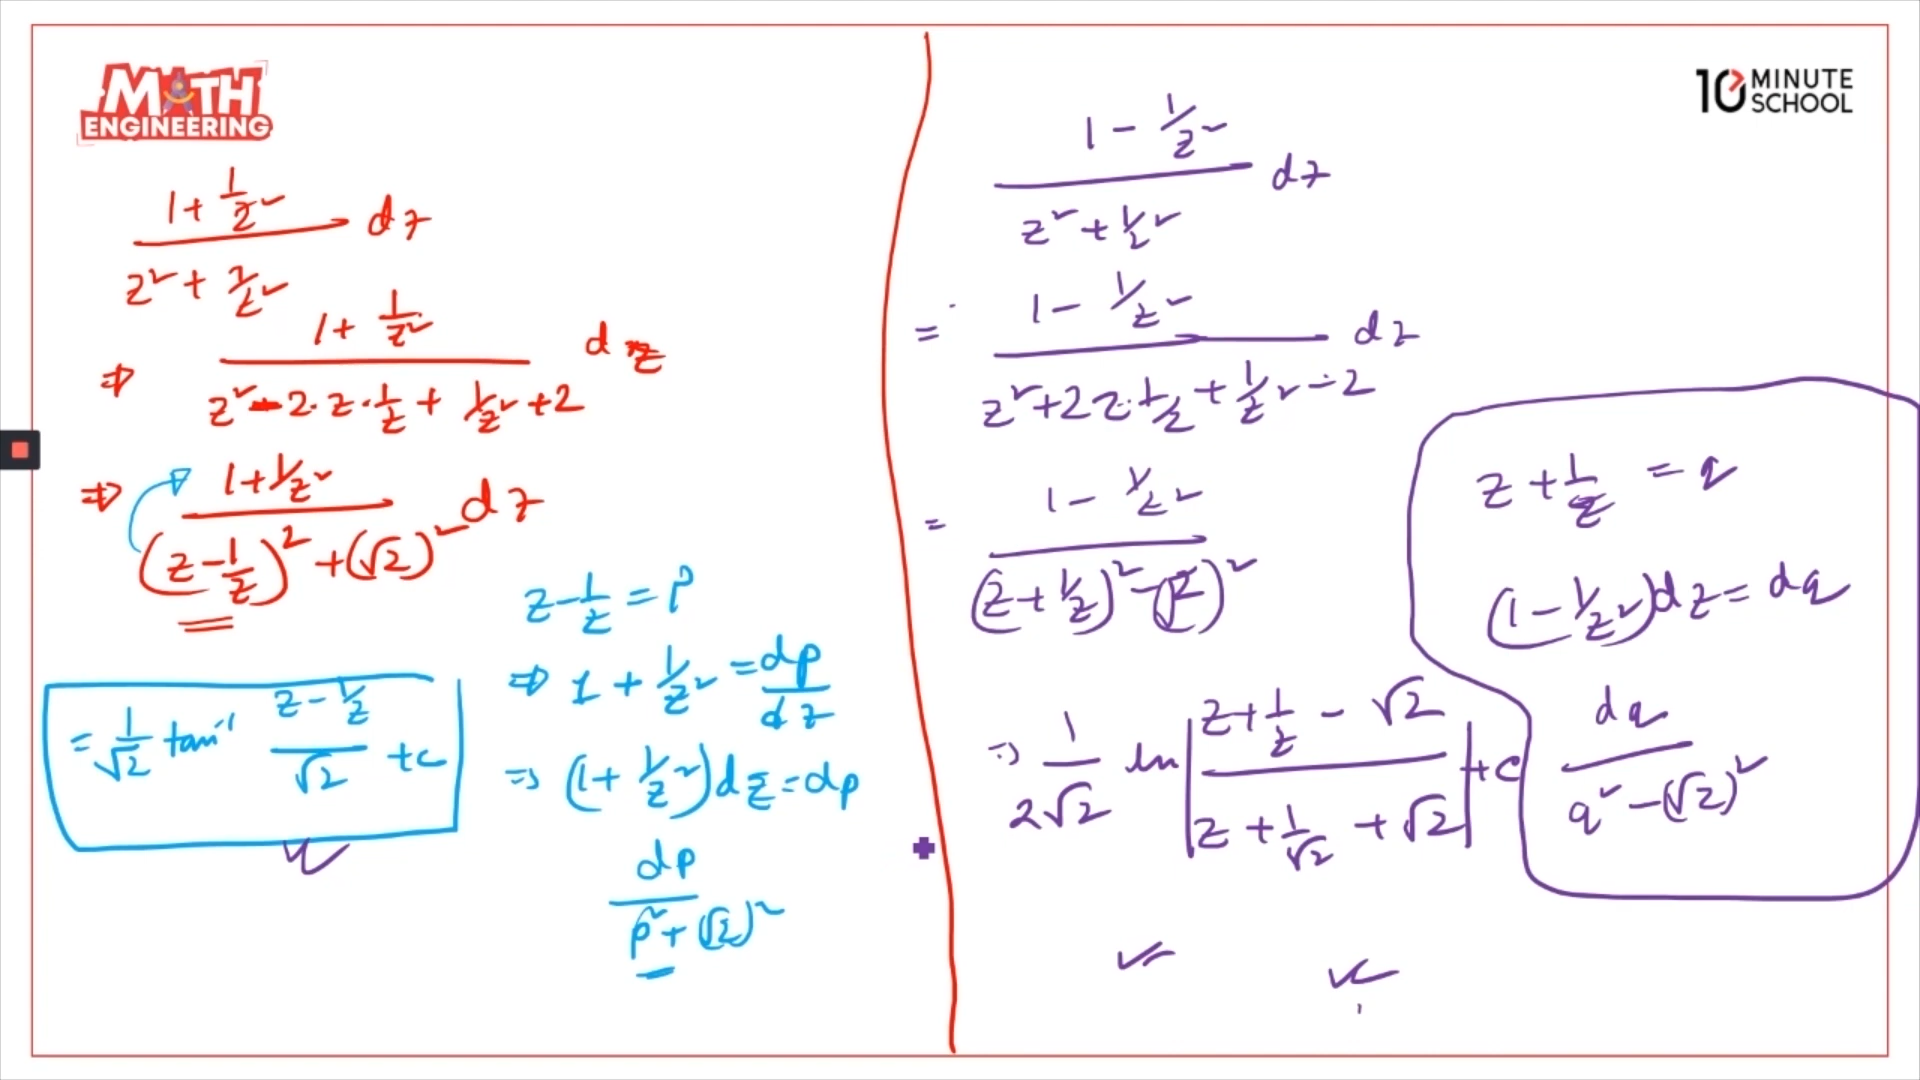 MATH
ENGINEERING
10 MINUTE
SCHOOL
1 + 1/z²
——— dz
z² + 1/z²
⇒ 1 + 1/z²
——— dz
z² - 2·z·1/z + 1/z² + 2
⇒ 1 + 1/z²
——— dz
(z - 1/z)² + (√2)²
z - 1/z = p
⇒ 1 + 1/z² = dp/dz
⇒ (1 + 1/z²) dz = dp
dp
———
p² + (√2)²
= 1/√2 tan⁻¹ (z - 1/z)/√2 + c
1 - 1/z²
——— dz
z² + 1/z²
= 1 - 1/z²
——— dz
z² + 2z·1/z + 1/z² - 2
= 1 - 1/z²
———
(z + 1/z)² - (√2)²
z + 1/z = q
(1 - 1/z²) dz = dq
dq
———
q² - (√2)²
⇒ 1/2√2 ln |(z + 1/z - √2)/(z + 1/√2 + √2)| + c